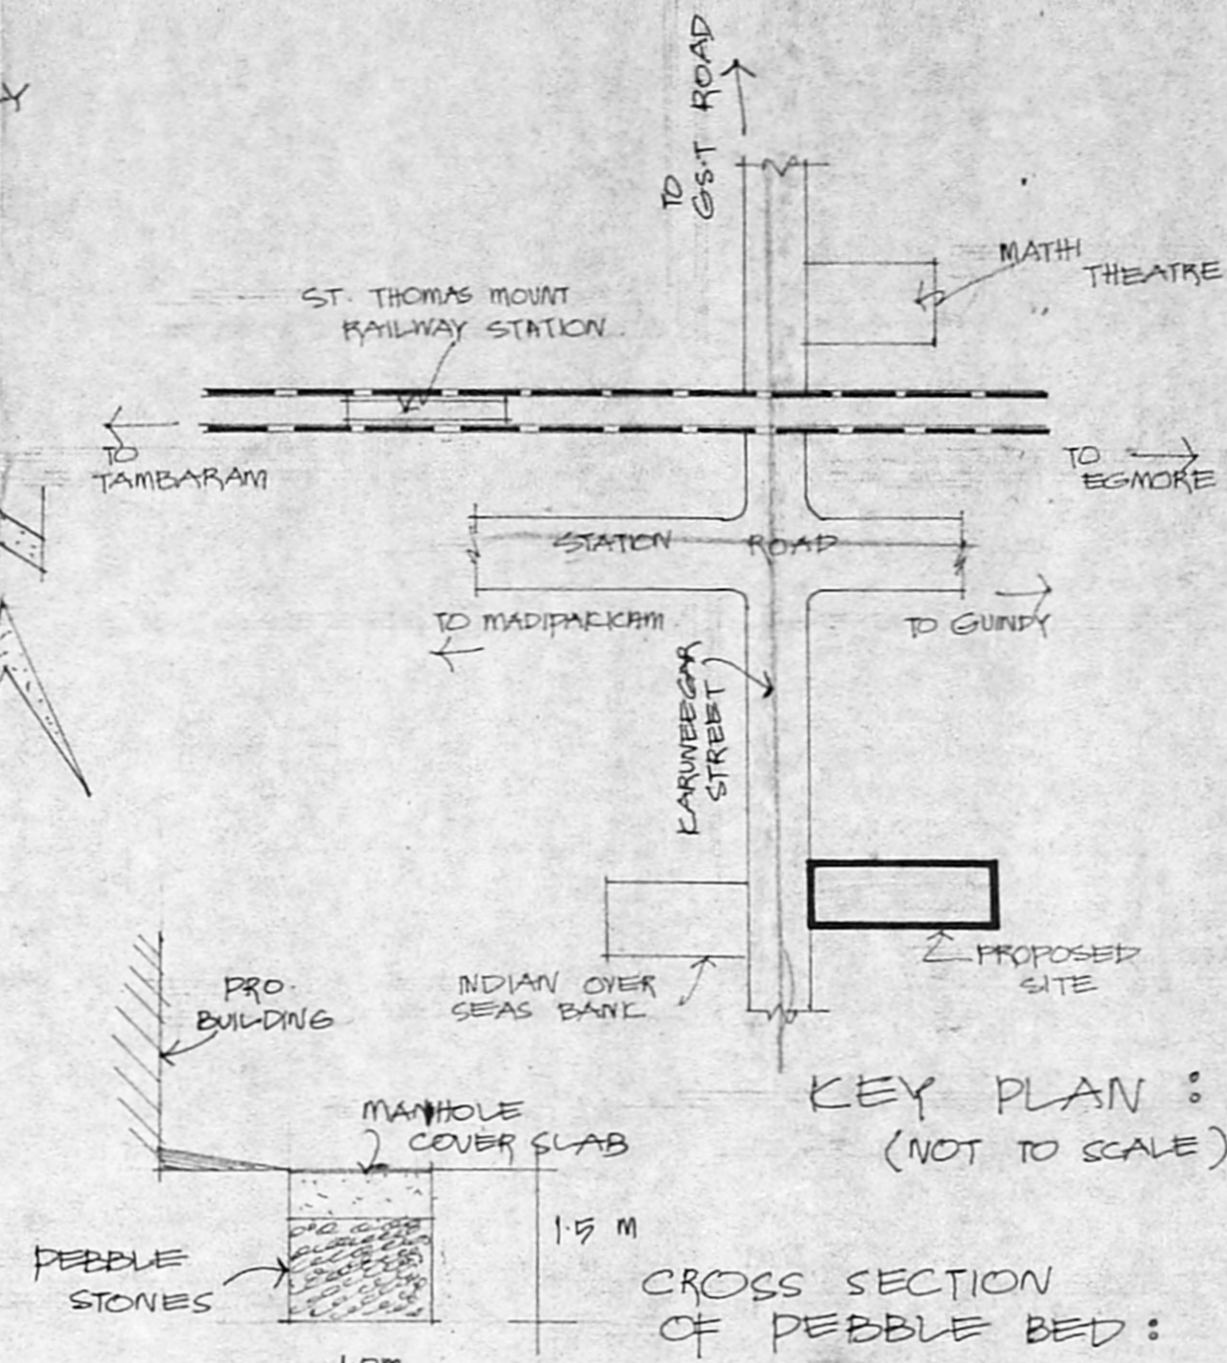 TO
GS.T ROAD
MATHI
THEATRE
ST. THOMAS MOUNT
RAILWAY STATION
TO
TAMBARAM
TO
EGMORE
STATION ROAD
TO MADIPAKKAM
TO GUINDY
KARUNEEGAR
STREET
PROPOSED
SITE
INDIAN OVER
SEAS BANK
PRO.
BUILDING
KEY PLAN :
(NOT TO SCALE)
MANHOLE
COVER SLAB
1.5 M
PEBBLE
STONES
CROSS SECTION
OF PEBBLE BED :